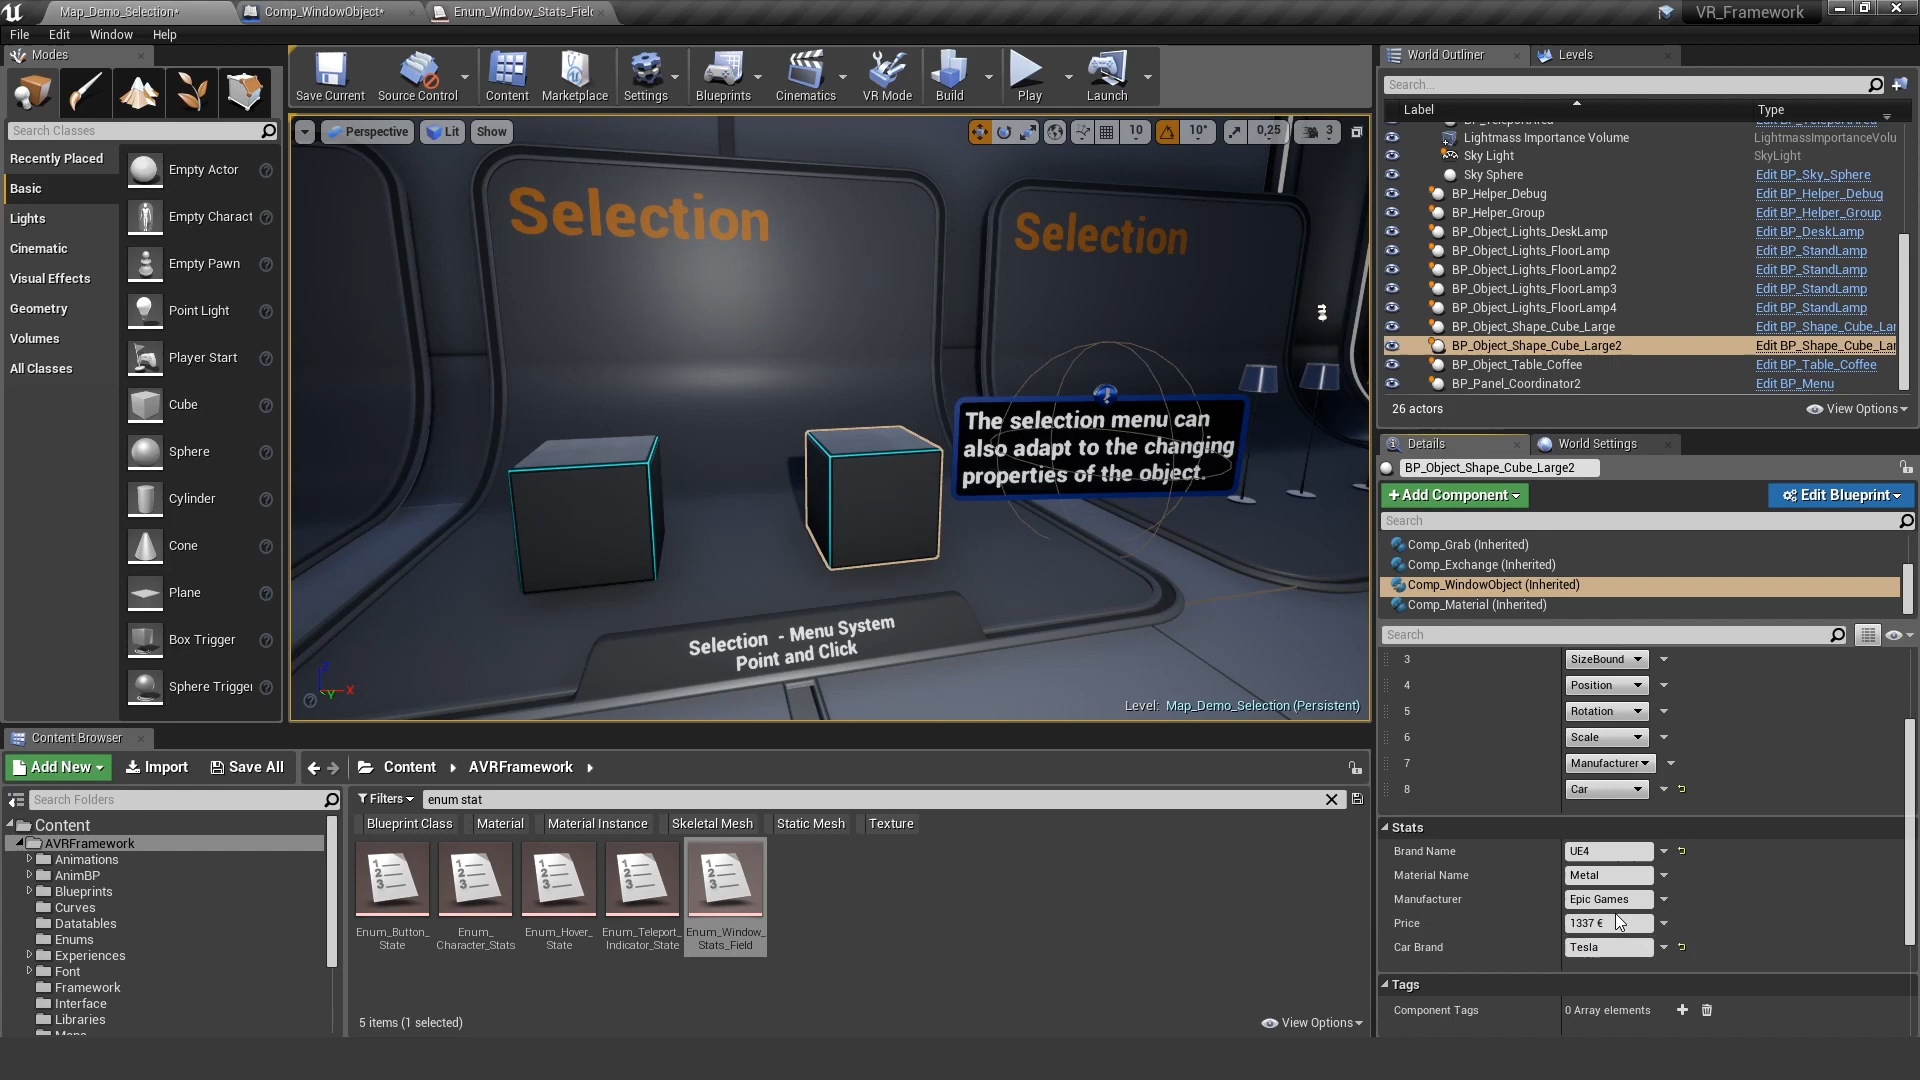 Map_Demo_Selection*
Comp_WindowObject*
Enum_Window_Stats_Field
VR_Framework
File Edit Window Help
Modes
Search Classes
Recently Placed
Basic
Lights
Cinematic
Visual Effects
Geometry
Volumes
All Classes
Empty Actor
Empty Charact
Empty Pawn
Point Light
Player Start
Cube
Sphere
Cylinder
Cone
Plane
Box Trigger
Sphere Trigger
Save Current
Source Control
Content
Marketplace
Settings
Blueprints
Cinematics
VR Mode
Build
Play
Launch
Perspective
Lit
Show
10
10°
0,25
3
Selection
Selection
The selection menu can
also adapt to the changing
properties of the object.
Selection - Menu System
Point and Click
Z
X
Y
Level: Map_Demo_Selection (Persistent)
World Outliner
Levels
Search...
Label Type
Lightmass Importance Volume LightmassImportanceVolu
Sky Light SkyLight
Sky Sphere Edit BP_Sky_Sphere
BP_Helper_Debug Edit BP_Helper_Debug
BP_Helper_Group Edit BP_Helper_Group
BP_Object_Lights_DeskLamp Edit BP_DeskLamp
BP_Object_Lights_FloorLamp Edit BP_StandLamp
BP_Object_Lights_FloorLamp2 Edit BP_StandLamp
BP_Object_Lights_FloorLamp3 Edit BP_StandLamp
BP_Object_Lights_FloorLamp4 Edit BP_StandLamp
BP_Object_Shape_Cube_Large Edit BP_Shape_Cube_Lar
BP_Object_Shape_Cube_Large2 Edit BP_Shape_Cube_Lar
BP_Object_Table_Coffee Edit BP_Table_Coffee
BP_Panel_Coordinator2 Edit BP_Menu
26 actors
View Options
Details
World Settings
BP_Object_Shape_Cube_Large2
+Add Component
Edit Blueprint
Search
Comp_Grab (Inherited)
Comp_Exchange (Inherited)
Comp_WindowObject (Inherited)
Comp_Material (Inherited)
Search
3 SizeBound
4 Position
5 Rotation
6 Scale
7 Manufacturer
8 Car
Stats
Brand Name UE4
Material Name Metal
Manufacturer Epic Games
Price 1337 €
Car Brand Tesla
Tags
Component Tags 0 Array elements
Content Browser
Add New
Import
Save All
Content
AVRFramework
Search Folders
Filters
enum stat
Blueprint Class
Material
Material Instance
Skeletal Mesh
Static Mesh
Texture
Content
AVRFramework
Animations
AnimBP
Blueprints
Curves
Datatables
Enums
Experiences
Font
Framework
Interface
Libraries
Enum_Button_
State
Enum_
Character_Stats
Enum_Hover_
State
Enum_Teleport_
Indicator_State
Enum_Window_
Stats_Field
5 items (1 selected)
View Options